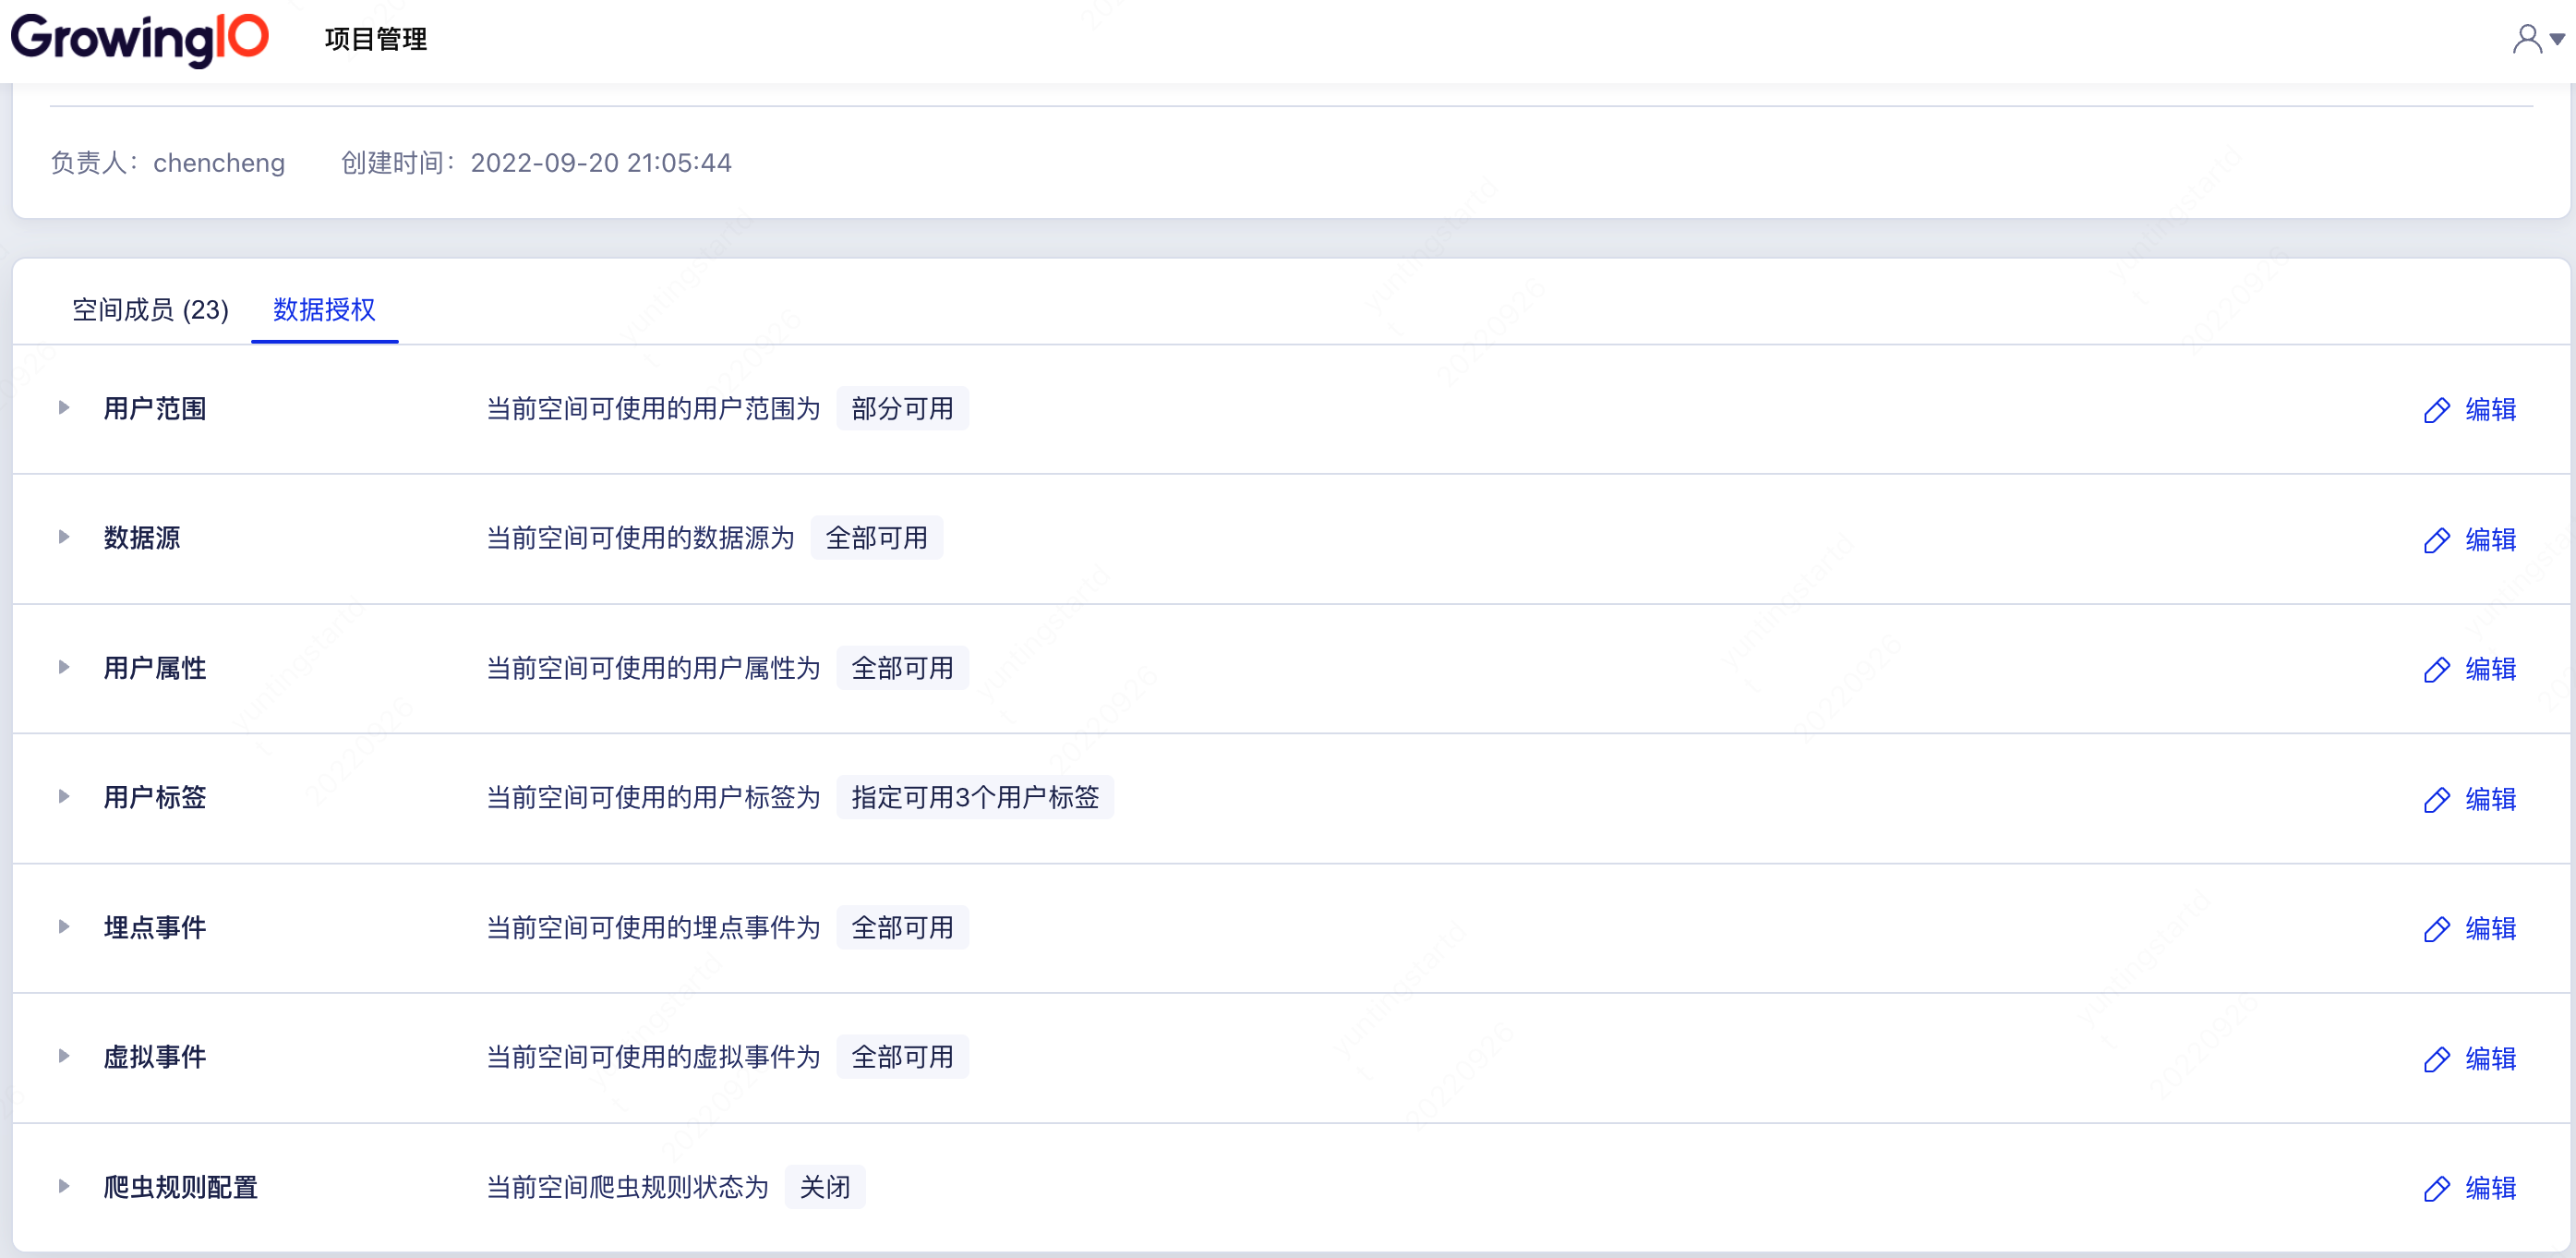 GrowingIO 项目管理
负责人：chencheng 创建时间：2022-09-20 21:05:44
空间成员 (23) 数据授权
用户范围 当前空间可使用的用户范围为 部分可用 编辑
数据源 当前空间可使用的数据源为 全部可用 编辑
用户属性 当前空间可使用的用户属性为 全部可用 编辑
用户标签 当前空间可使用的用户标签为 指定可用3个用户标签 编辑
埋点事件 当前空间可使用的埋点事件为 全部可用 编辑
虚拟事件 当前空间可使用的虚拟事件为 全部可用 编辑
爬虫规则配置 当前空间爬虫规则状态为 关闭 编辑